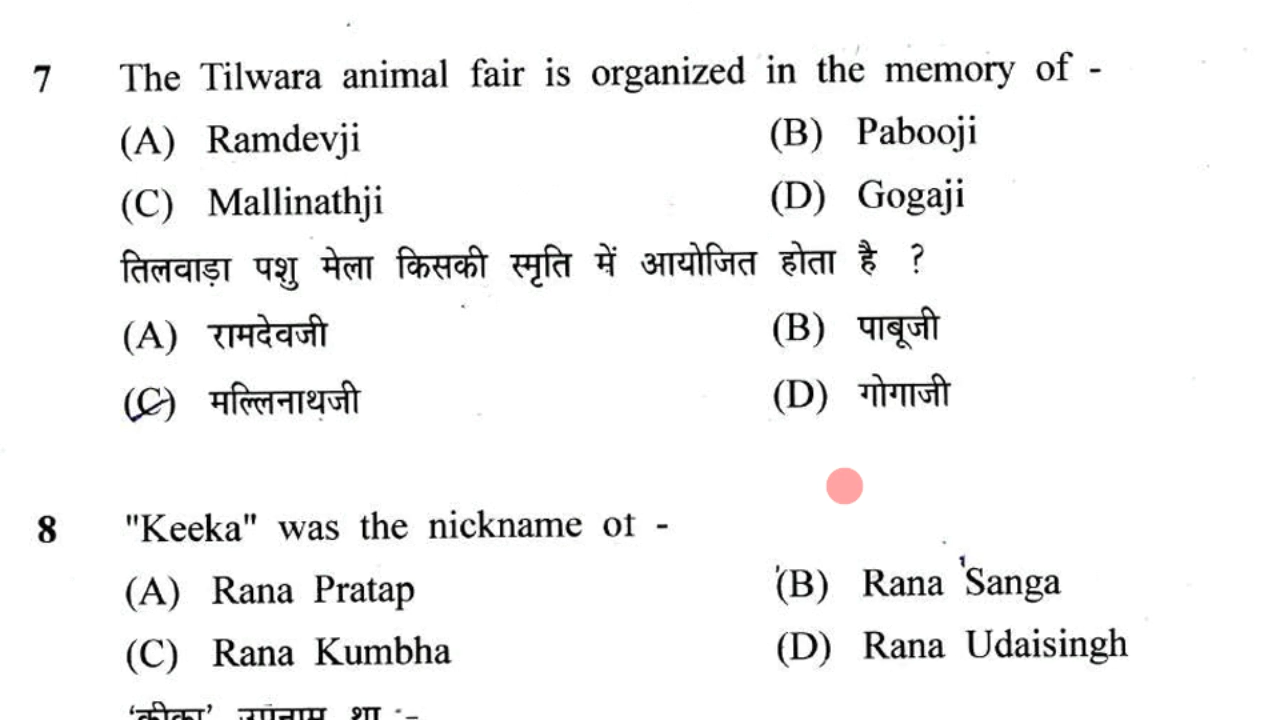 7 The Tilwara animal fair is organized in the memory of -
(A) Ramdevji (B) Pabooji
(C) Mallinathji (D) Gogaji
तिलवाड़ा पशु मेला किसकी स्मृति में आयोजित होता है ?
(A) रामदेवजी (B) पाबूजी
(C) मल्लिनाथजी (D) गोगाजी
8 "Keeka" was the nickname of -
(A) Rana Pratap (B) Rana Sanga
(C) Rana Kumbha (D) Rana Udaisingh
'कीका' उपनाम था :-